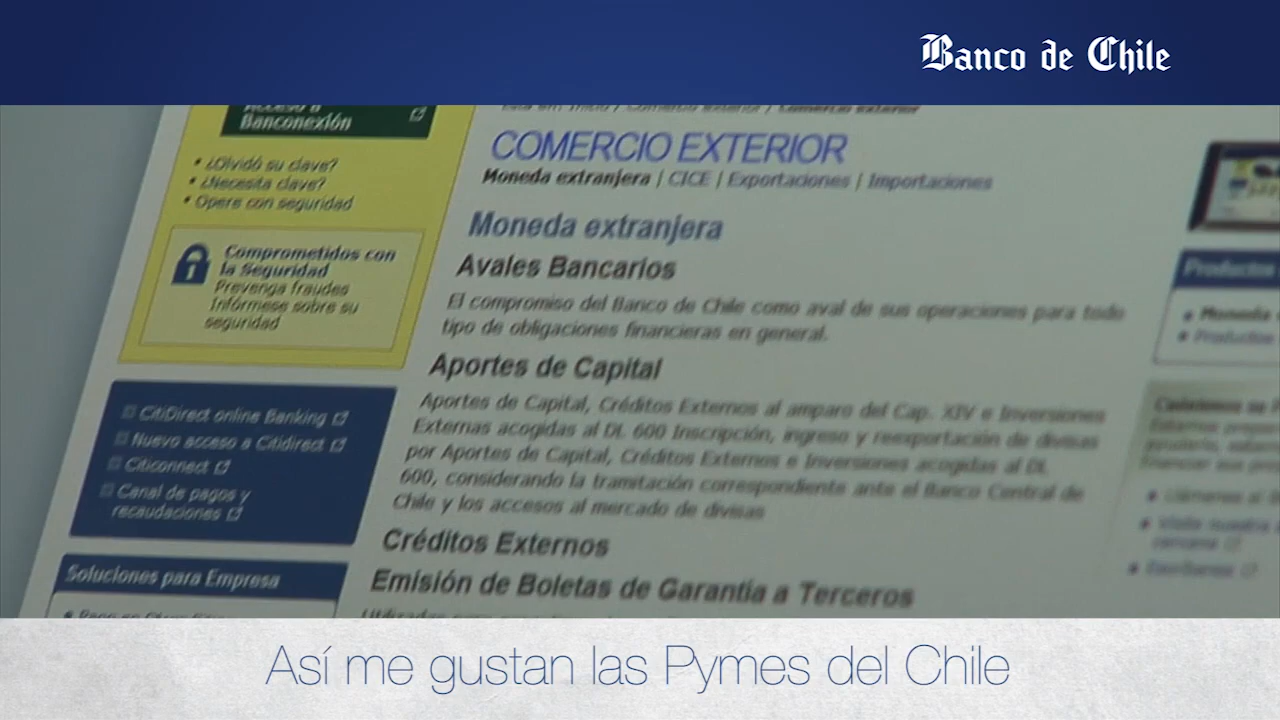 Banco de Chile
Acceso a
Banconexión
• ¿Olvidó su clave?
• ¿Necesita clave?
• Opere con seguridad
Comprometidos con
la Seguridad
Prevenga fraudes
Infórmese sobre su
seguridad
CitiDirect online Banking
Nuevo acceso a Citidirect
Citiconnect
Canal de pagos y
recaudaciones
Soluciones para Empresa
COMERCIO EXTERIOR
Moneda extranjera | CICE | Exportaciones | Importaciones
Moneda extranjera
Avales Bancarios
El compromiso del Banco de Chile como aval de sus operaciones para todo
tipo de obligaciones financieras en general.
Aportes de Capital
Aportes de Capital, Créditos Externos al amparo del Cap. XIV e Inversiones
Externas acogidas al DL 600 Inscripción, ingreso y reexportación de divisas
por Aportes de Capital, Créditos Externos e Inversiones acogidas al DL
600, considerando la tramitación correspondiente ante el Banco Central de
Chile y los accesos al mercado de divisas
Créditos Externos
Emisión de Boletas de Garantia a Terceros
Productos
• Moneda
• Productos
Así me gustan las Pymes del Chile